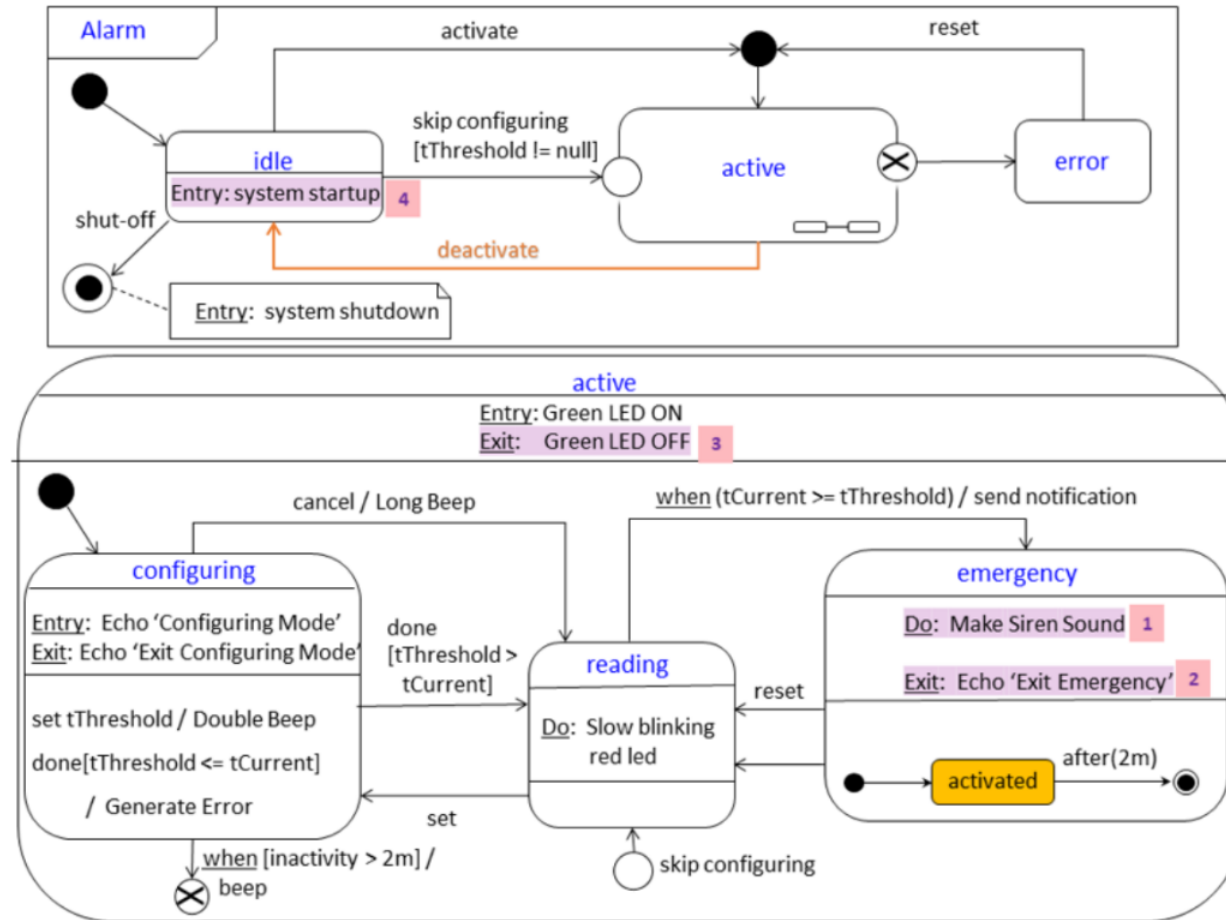 Alarm
activate
reset
skip configuring
[tThreshold != null]
idle
Entry: system startup
4
active
error
shut-off
deactivate
Entry: system shutdown
active
Entry: Green LED ON
Exit: Green LED OFF
3
cancel / Long Beep
when (tCurrent >= tThreshold) / send notification
configuring
Entry: Echo ‘Configuring Mode’
Exit: Echo ‘Exit Configuring Mode’
set tThreshold / Double Beep
done[tThreshold <= tCurrent]
/ Generate Error
done
[tThreshold >
tCurrent]
reading
Do: Slow blinking
red led
emergency
Do: Make Siren Sound
1
Exit: Echo ‘Exit Emergency’
2
reset
activated
after(2m)
set
when [inactivity > 2m] /
beep
skip configuring